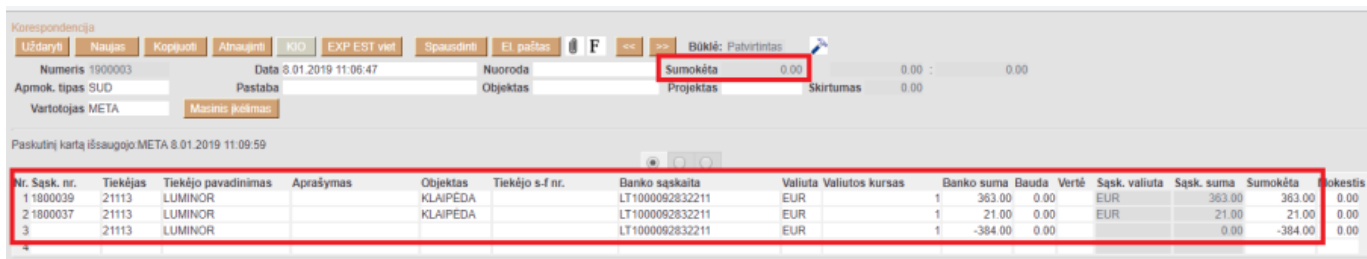 Korespondencija
Uždaryti Naujas Kopijuoti Atnaujinti KIO EXP EST viet Spausdinti El. paštas F << >> Būklė: Patvirtintas
Numeris 1900003 Data 8.01.2019 11:06:47 Nuoroda Sumokėta 0.00 0.00 : 0.00
Apmok. tipas SUD Pastaba Objektas Projektas Skirtumas 0.00
Vartotojas META Masinis įkėlimas
Paskutinį kartą išsaugojo:META 8.01.2019 11:09:59
Nr. Sąsk. nr. Tiekėjas Tiekėjo pavadinimas Aprašymas Objektas Tiekėjo s-f nr. Banko sąskaita Valiuta Valiutos kursas Banko suma Bauda Vertė Sąsk. valiuta Sąsk. suma Sumokėta Mokestis
1 1800039 21113 LUMINOR KLAIPĖDA LT1000092832211 EUR 1 363.00 0.00 EUR 363.00 363.00 0.00
2 1800037 21113 LUMINOR KLAIPĖDA LT1000092832211 EUR 1 21.00 0.00 EUR 21.00 21.00 0.00
3 21113 LUMINOR LT1000092832211 EUR 1 -384.00 0.00 0.00 -384.00 0.00
4